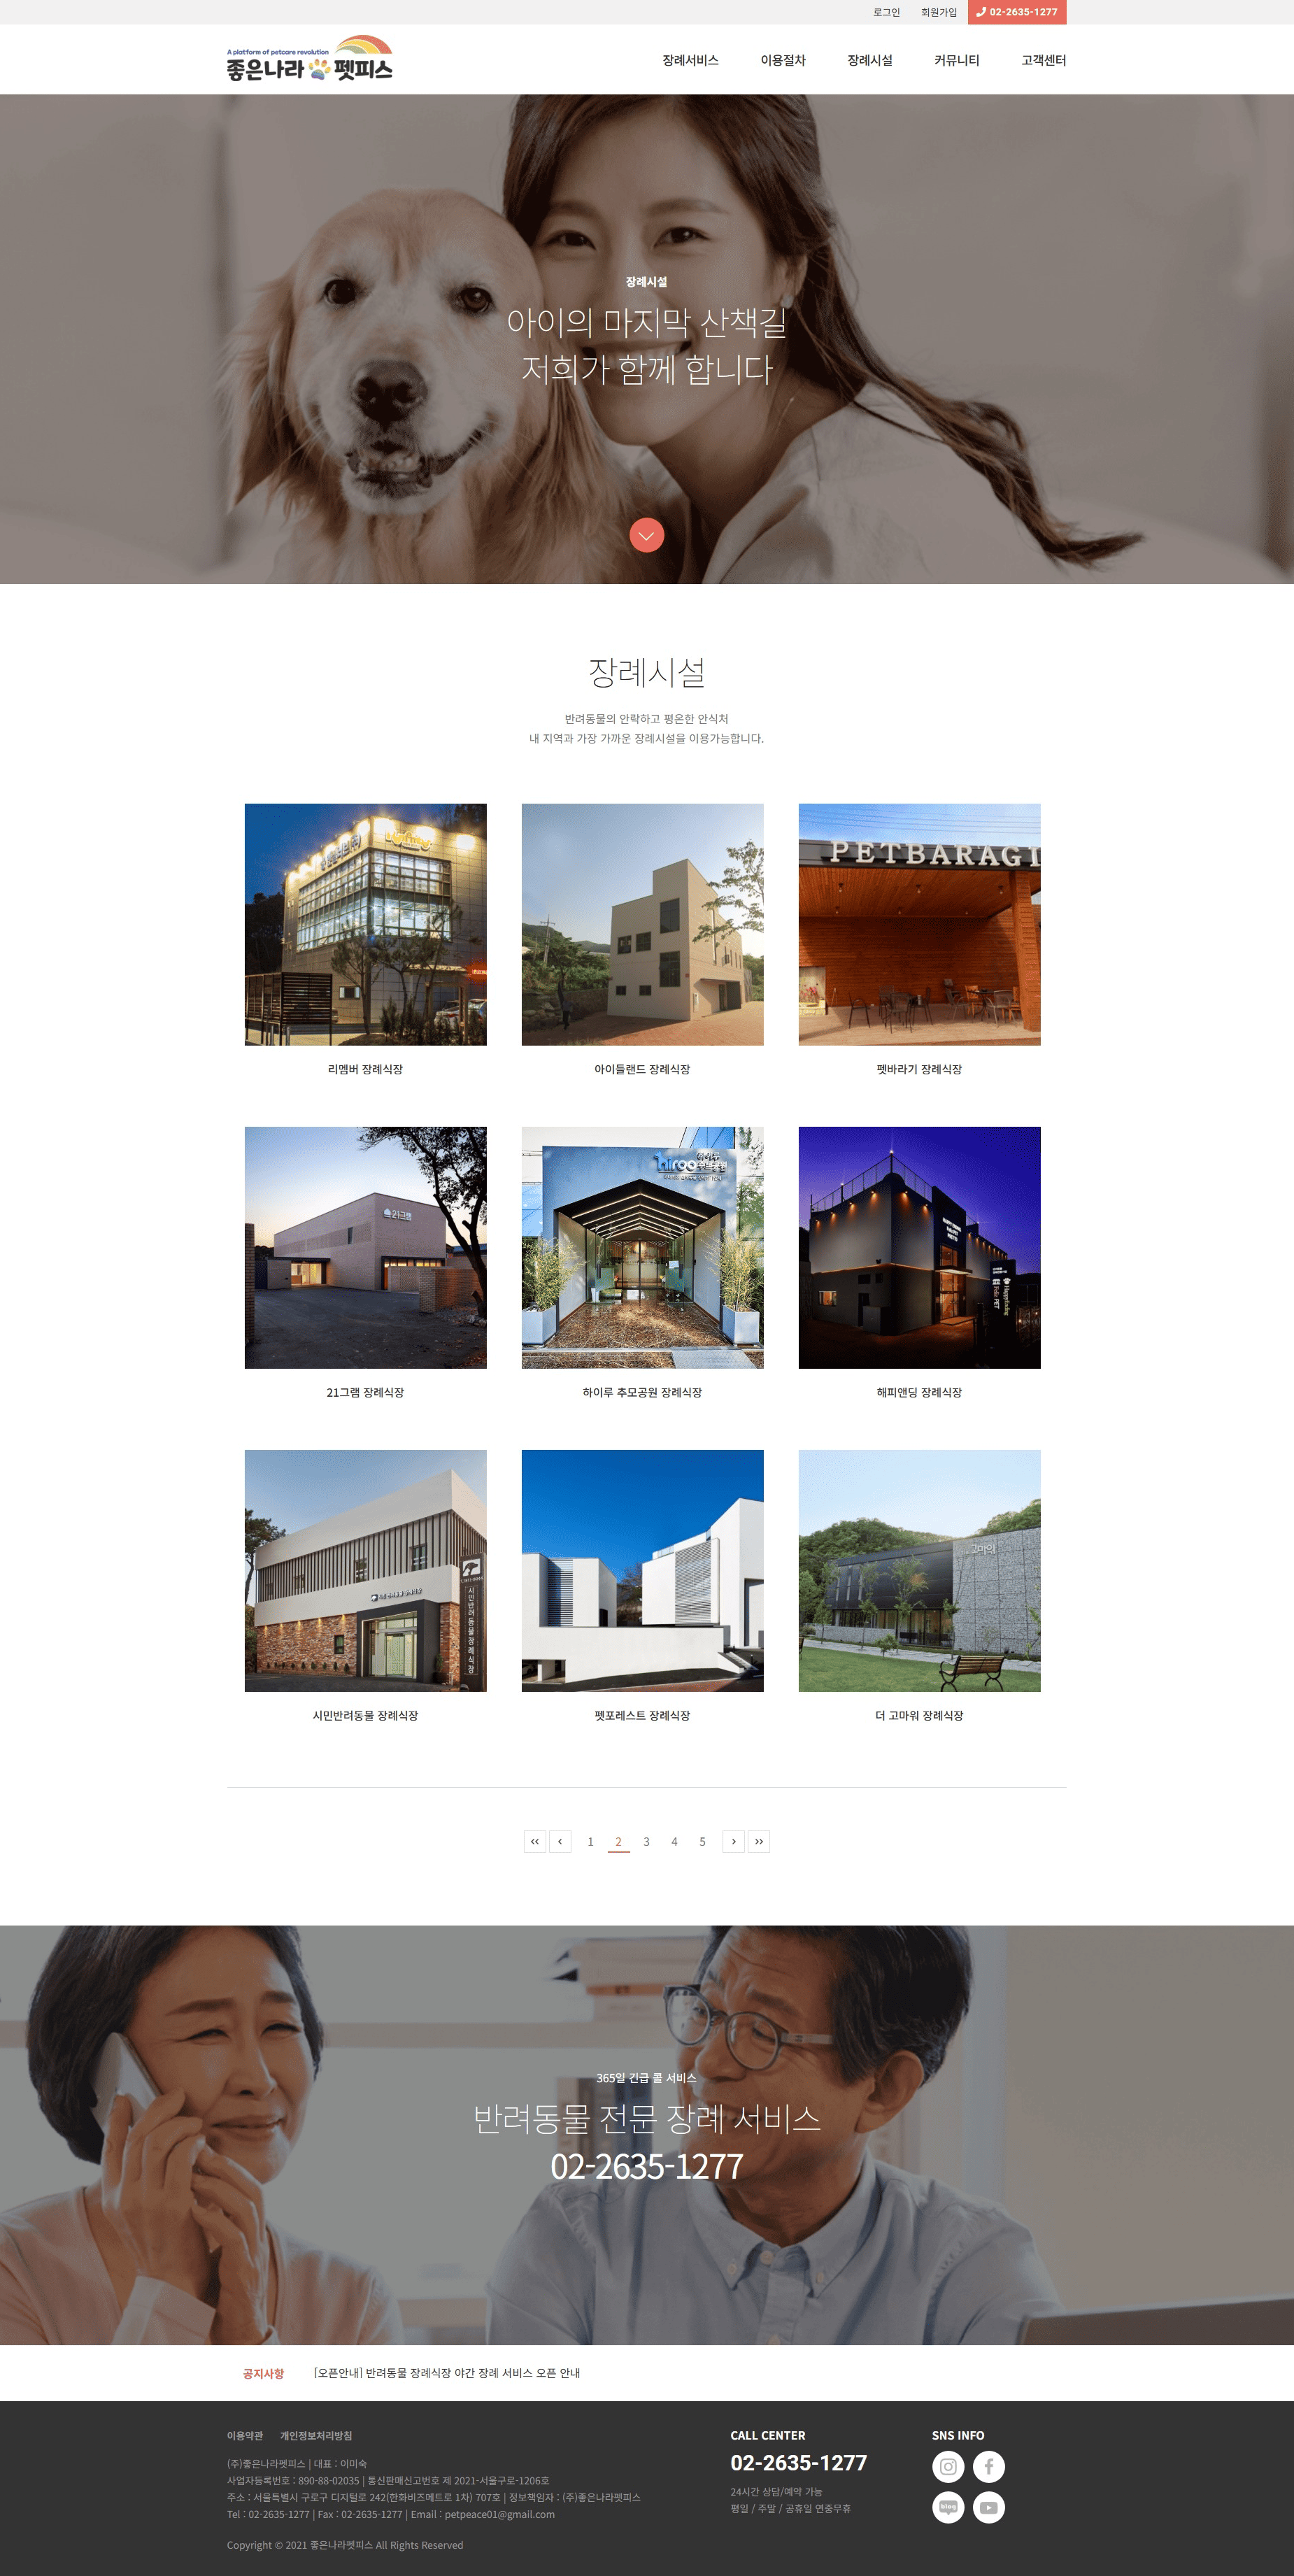 로그인
회원가입
02-2635-1277
A platform of petcare revolution
좋은나라 펫피스
장례서비스
이용절차
장례시설
커뮤니티
고객센터
장례시설
아이의 마지막 산책길
저희가 함께 합니다
장례시설
반려동물의 안락하고 평온한 안식처
내 지역과 가장 가까운 장례시설을 이용가능합니다.
PETBARAGI
리멤버 장례식장
아이틀랜드 장례식장
펫바라기 장례식장
21그램
hiroo
21그램 장례식장
하이루 추모공원 장례식장
해피앤딩 장례식장
시민반려동물장례식장
고마워
시민반려동물 장례식장
펫포레스트 장례식장
더 고마워 장례식장
1 2 3 4 5
365일 긴급 콜 서비스
반려동물 전문 장례 서비스
02-2635-1277
공지사항
[오픈안내] 반려동물 장례식장 야간 장례 서비스 오픈 안내
이용약관
개인정보처리방침
(주)좋은나라펫피스 | 대표 : 이미숙
사업자등록번호 : 890-88-02035 | 통신판매신고번호 제 2021-서울구로-1206호
주소 : 서울특별시 구로구 디지털로 242(한화비즈메트로 1차) 707호 | 정보책임자 : (주)좋은나라펫피스
Tel : 02-2635-1277 | Fax : 02-2635-1277 | Email : petpeace01@gmail.com
Copyright © 2021 좋은나라펫피스 All Rights Reserved
CALL CENTER
02-2635-1277
24시간 상담/예약 가능
평일 / 주말 / 공휴일 연중무휴
SNS INFO
blog